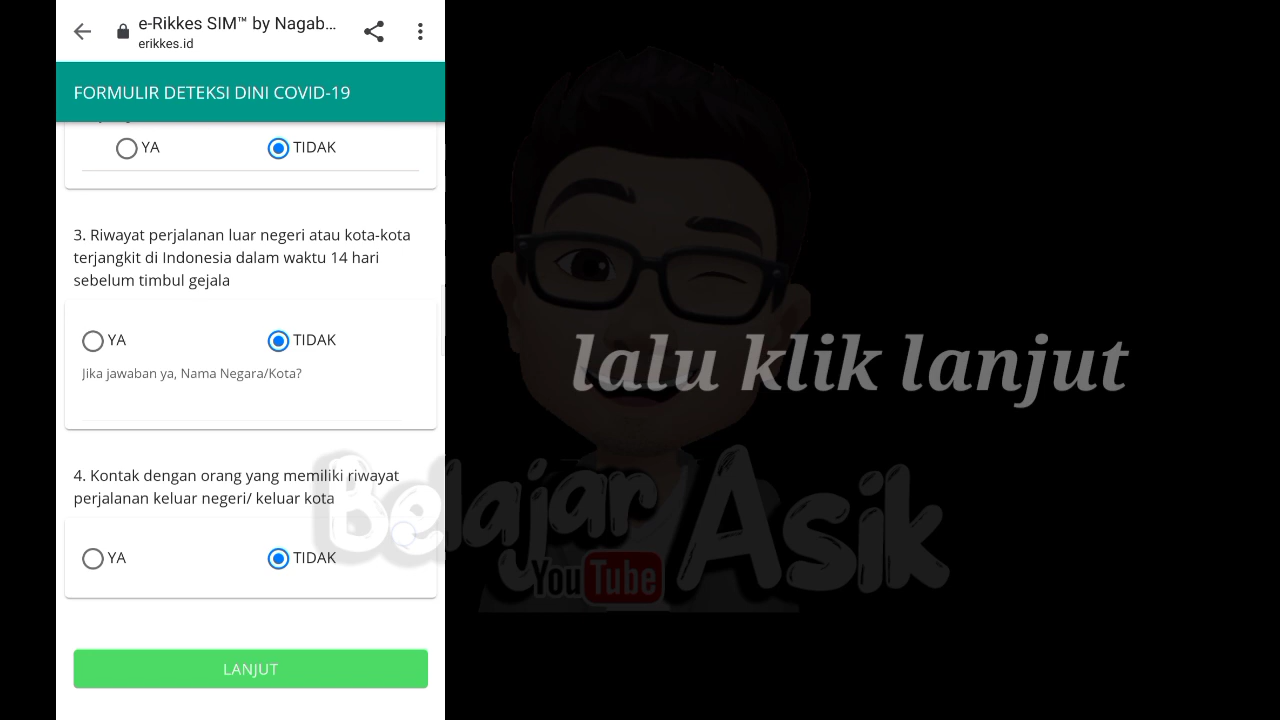 e-Rikkes SIM™ by Nagab...
erikkes.id
FORMULIR DETEKSI DINI COVID-19
YA
TIDAK
3. Riwayat perjalanan luar negeri atau kota-kota
terjangkit di Indonesia dalam waktu 14 hari
sebelum timbul gejala
YA
TIDAK
Jika jawaban ya, Nama Negara/Kota?
4. Kontak dengan orang yang memiliki riwayat
perjalanan keluar negeri/ keluar kota
YA
TIDAK
LANJUT
lalu klik lanjut
Belajar Asik
YouTube